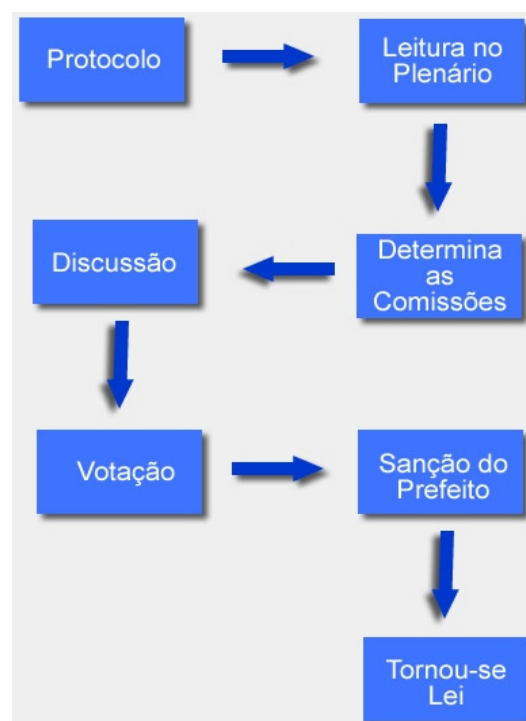 Protocolo
Leitura no
Plenário
Determina
as
Comissões
Discussão
Votação
Sanção do
Prefeito
Tornou-se
Lei